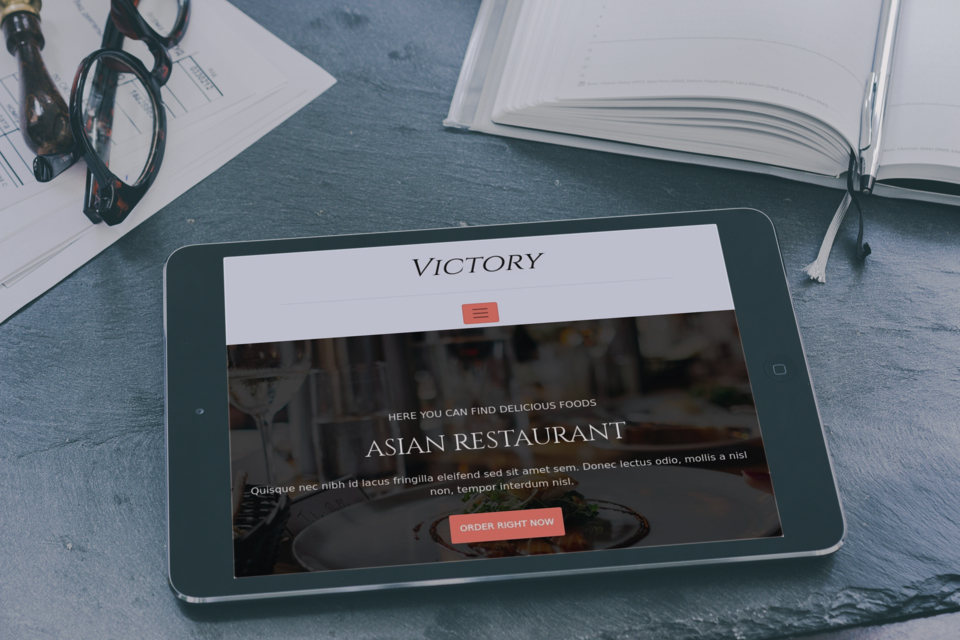 VICTORY
HERE YOU CAN FIND DELICIOUS FOODS
ASIAN RESTAURANT
Quisque nec nibh id lacus fringilla eleifend sed sit amet sem. Donec lectus odio, mollis a nisl
non, tempor interdum nisl.
ORDER RIGHT NOW